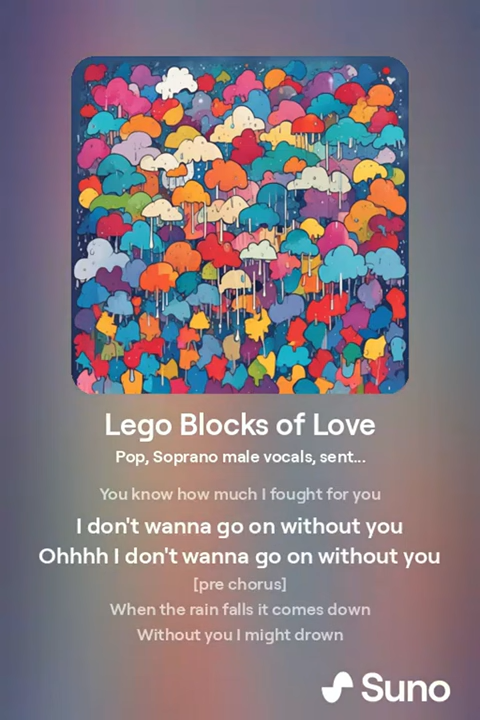 Lego Blocks of Love
Pop, Soprano male vocals, sent...
You know how much I fought for you
I don't wanna go on without you
Ohhhh I don't wanna go on without you
[pre chorus]
When the rain falls it comes down
Without you I might drown
Suno